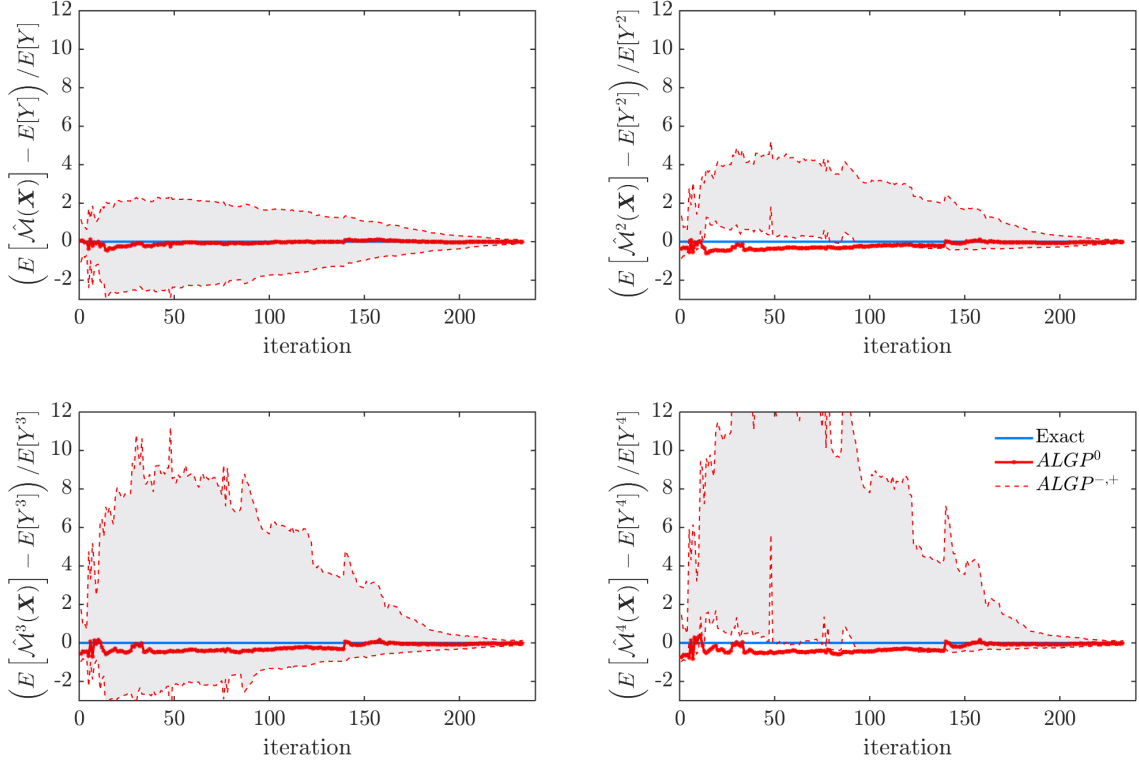 (E[ℳ̂(X)] − E[Y])/E[Y]
12
10
8
6
4
2
0
-2
0 50 100 150 200
iteration
(E[ℳ̂²(X)] − E[Y²])/E[Y²]
12
10
8
6
4
2
0
-2
0 50 100 150 200
iteration
(E[ℳ̂³(X)] − E[Y³])/E[Y³]
12
10
8
6
4
2
0
-2
0 50 100 150 200
iteration
(E[ℳ̂⁴(X)] − E[Y⁴])/E[Y⁴]
12
10
8
6
4
2
0
-2
0 50 100 150 200
iteration
Exact
ALGP⁰
ALGP⁻,⁺